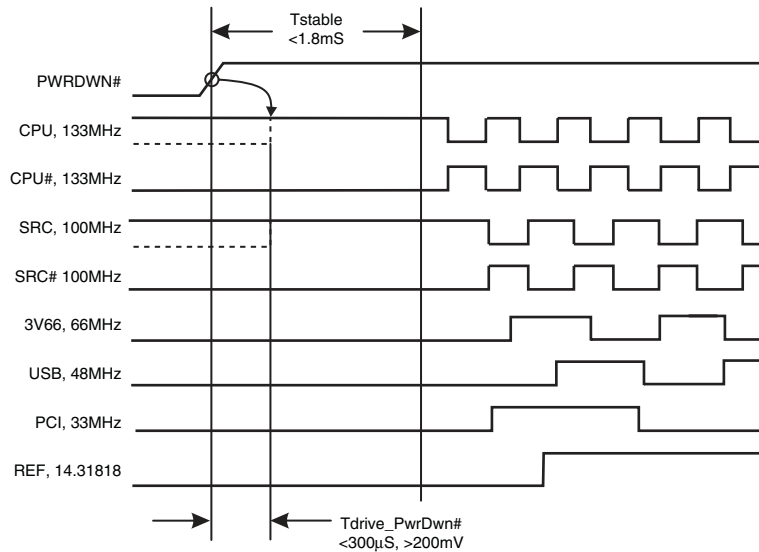 Tstable
<1.8mS
PWRDWN#
CPU, 133MHz
CPU#, 133MHz
SRC, 100MHz
SRC# 100MHz
3V66, 66MHz
USB, 48MHz
PCI, 33MHz
REF, 14.31818
Tdrive_PwrDwn#
<300μS, >200mV